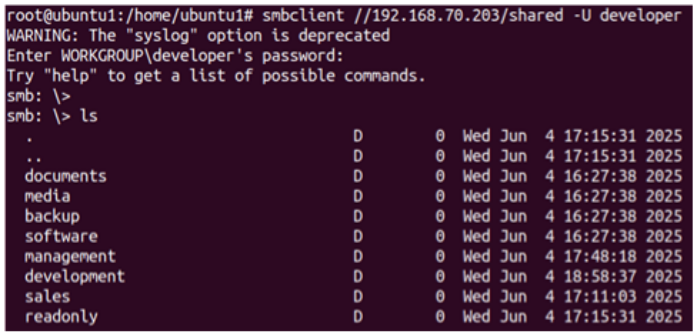 root@ubuntu1:/home/ubuntu1# smbclient //192.168.70.203/shared -U developer
WARNING: The "syslog" option is deprecated
Enter WORKGROUP\developer's password:
Try "help" to get a list of possible commands.
smb: \>
smb: \> ls
  .                                   D        0  Wed Jun  4 17:15:31 2025
  ..                                  D        0  Wed Jun  4 17:15:31 2025
  documents                           D        0  Wed Jun  4 16:27:38 2025
  media                               D        0  Wed Jun  4 16:27:38 2025
  backup                              D        0  Wed Jun  4 16:27:38 2025
  software                            D        0  Wed Jun  4 16:27:38 2025
  management                          D        0  Wed Jun  4 17:48:18 2025
  development                         D        0  Wed Jun  4 18:58:37 2025
  sales                               D        0  Wed Jun  4 17:11:03 2025
  readonly                            D        0  Wed Jun  4 17:15:31 2025